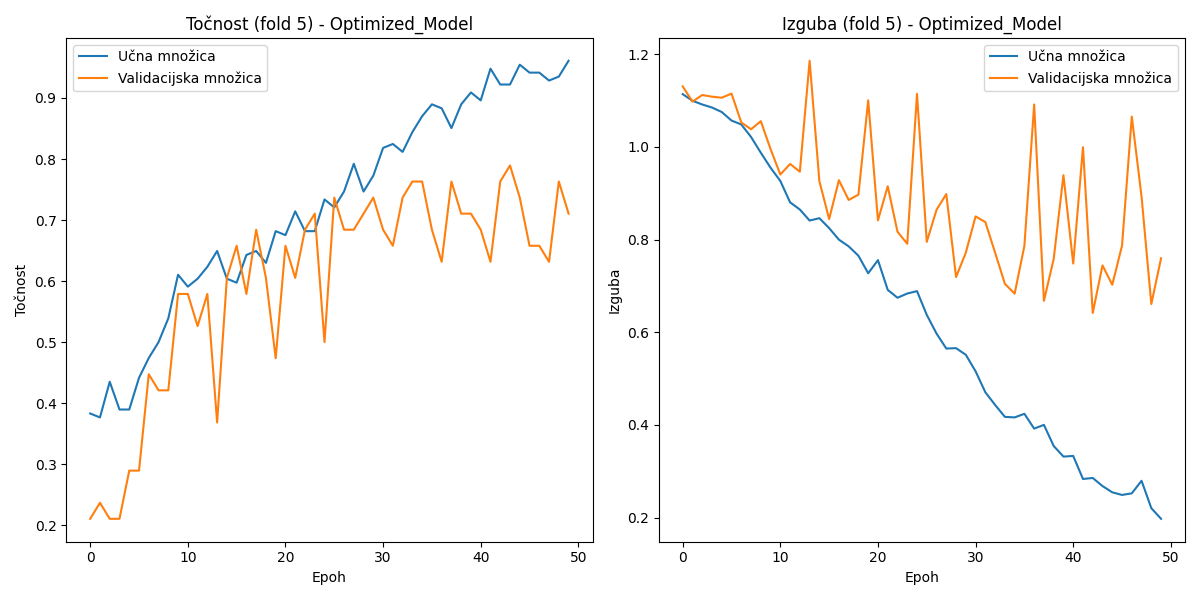 Točnost (fold 5) - Optimized_Model
Učna množica
Validacijska množica
Točnost
0.9
0.8
0.7
0.6
0.5
0.4
0.3
0.2
0 10 20 30 40 50
Epoh
Izguba (fold 5) - Optimized_Model
Učna množica
Validacijska množica
Izguba
1.2
1.0
0.8
0.6
0.4
0.2
0 10 20 30 40 50
Epoh